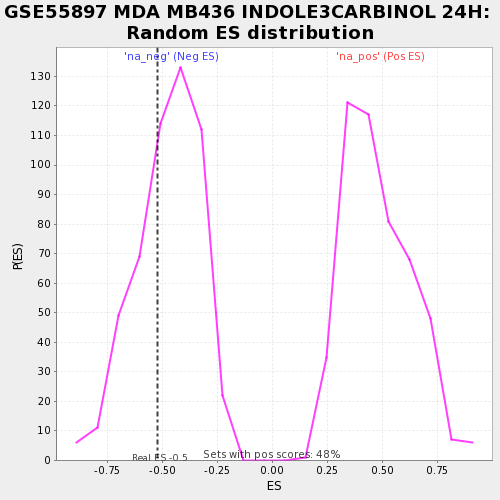 GSE55897 MDA MB436 INDOLE3CARBINOL 24H:
Random ES distribution
'na_neg' (Neg ES)
'na_pos' (Pos ES)
130
120
110
100
90
80
70
60
50
40
30
20
10
0
P(ES)
Real ES -0.5
Sets with pos scores: 48%
-0.75
-0.50
-0.25
0.00
0.25
0.50
0.75
ES